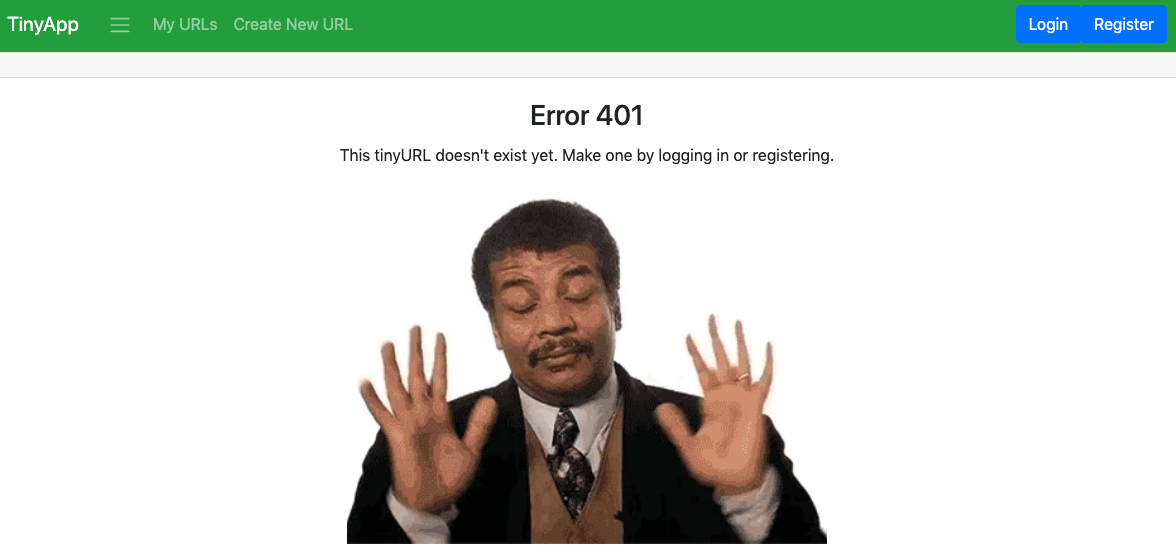 TinyApp My URLs Create New URL Login Register
Error 401
This tinyURL doesn't exist yet. Make one by logging in or registering.